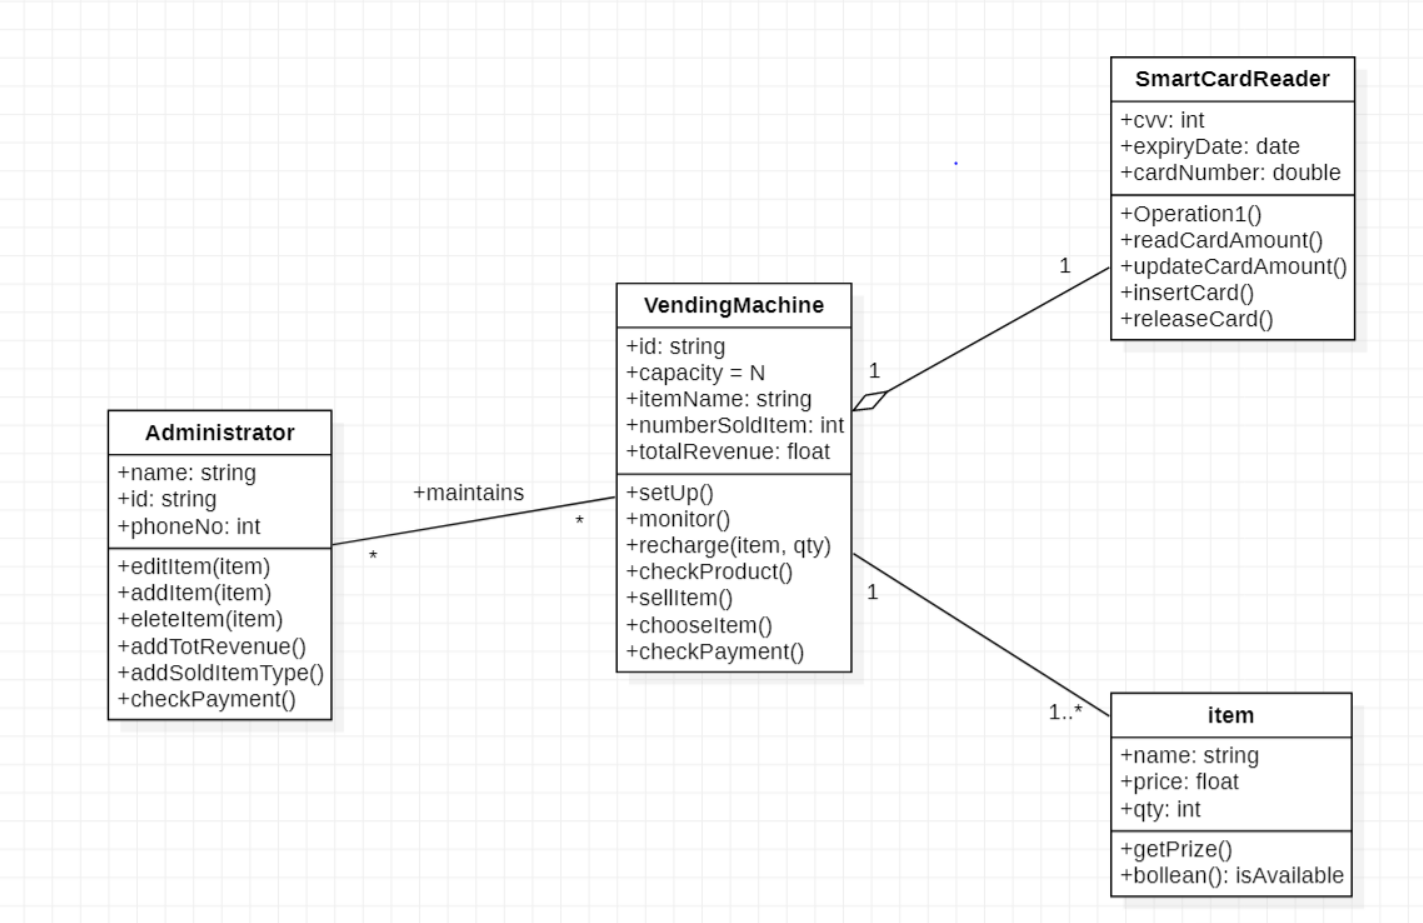 SmartCardReader
+cvv: int
+expiryDate: date
+cardNumber: double
+Operation1()
+readCardAmount()
+updateCardAmount()
+insertCard()
+releaseCard()
1
1
VendingMachine
+id: string
+capacity = N
+itemName: string
+numberSoldItem: int
+totalRevenue: float
+setUp()
+monitor()
+recharge(item, qty)
+checkProduct()
+sellItem()
+chooseItem()
+checkPayment()
Administrator
+name: string
+id: string
+phoneNo: int
+editItem(item)
+addItem(item)
+eleteItem(item)
+addTotRevenue()
+addSoldItemType()
+checkPayment()
+maintains
*
*
1
1..*
item
+name: string
+price: float
+qty: int
+getPrize()
+bollean(): isAvailable